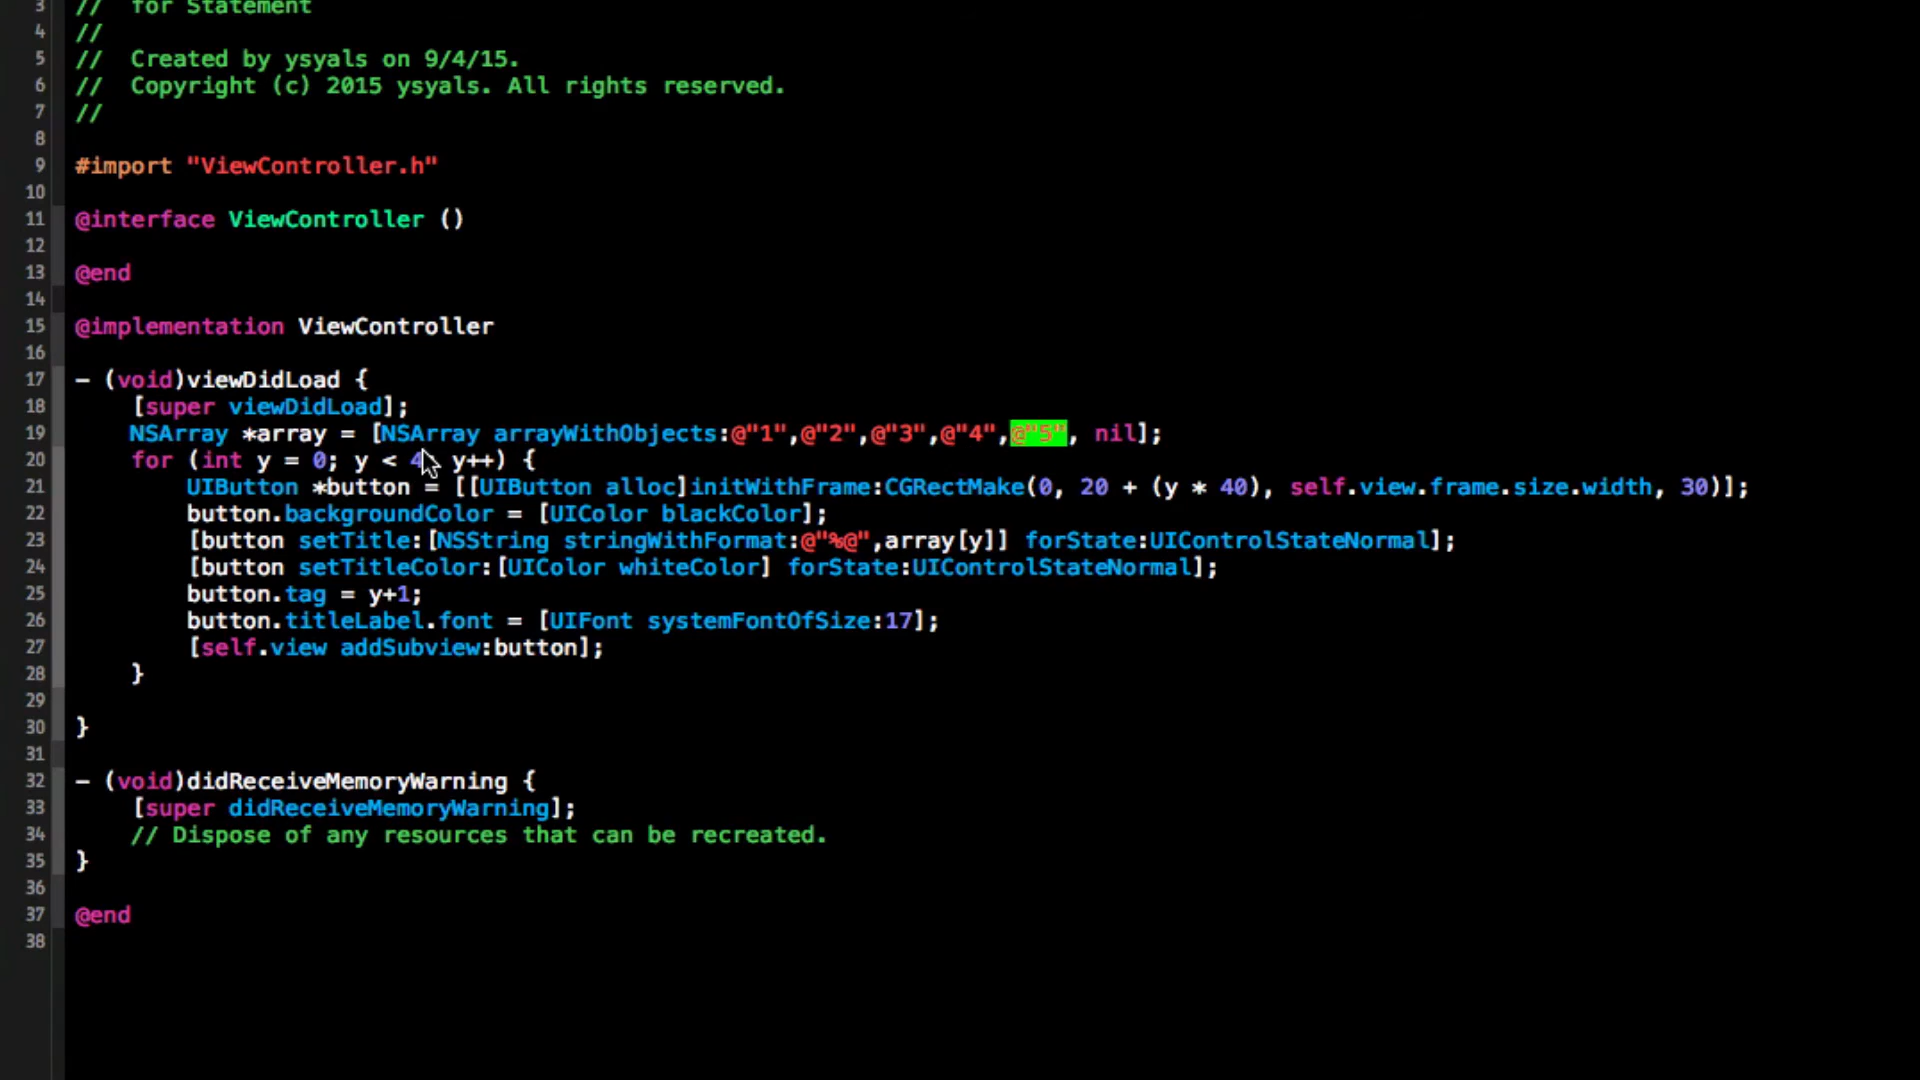 3 // for Statement
4 //
5 // Created by ysyals on 9/4/15.
6 // Copyright (c) 2015 ysyals. All rights reserved.
7 //
8
9 #import "ViewController.h"
10
11 @interface ViewController ()
12
13 @end
14
15 @implementation ViewController
16
17 - (void)viewDidLoad {
18 [super viewDidLoad];
19 NSArray *array = [NSArray arrayWithObjects:@"1",@"2",@"3",@"4",@"5", nil];
20 for (int y = 0; y < 4 y++) {
21 UIButton *button = [[UIButton alloc]initWithFrame:CGRectMake(0, 20 + (y * 40), self.view.frame.size.width, 30)];
22 button.backgroundColor = [UIColor blackColor];
23 [button setTitle:[NSString stringWithFormat:@"%@",array[y]] forState:UIControlStateNormal];
24 [button setTitleColor:[UIColor whiteColor] forState:UIControlStateNormal];
25 button.tag = y+1;
26 button.titleLabel.font = [UIFont systemFontOfSize:17];
27 [self.view addSubview:button];
28 }
29
30 }
31
32 - (void)didReceiveMemoryWarning {
33 [super didReceiveMemoryWarning];
34 // Dispose of any resources that can be recreated.
35 }
36
37 @end
38